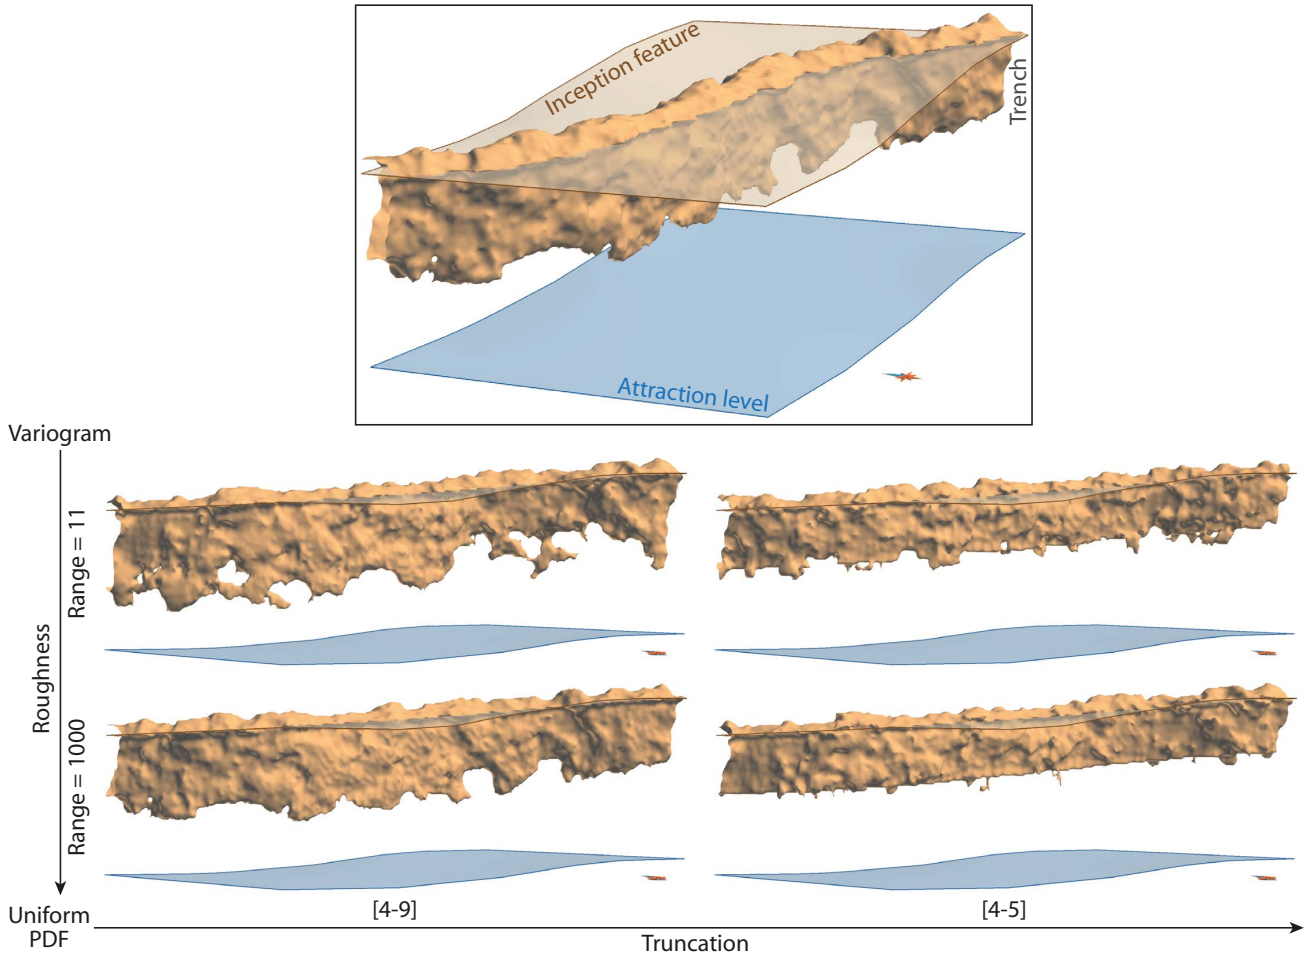 Inception feature
Trench
Attraction level
Variogram
Roughness
Range = 11
Range = 1000
Uniform
PDF
[4-9]
[4-5]
Truncation